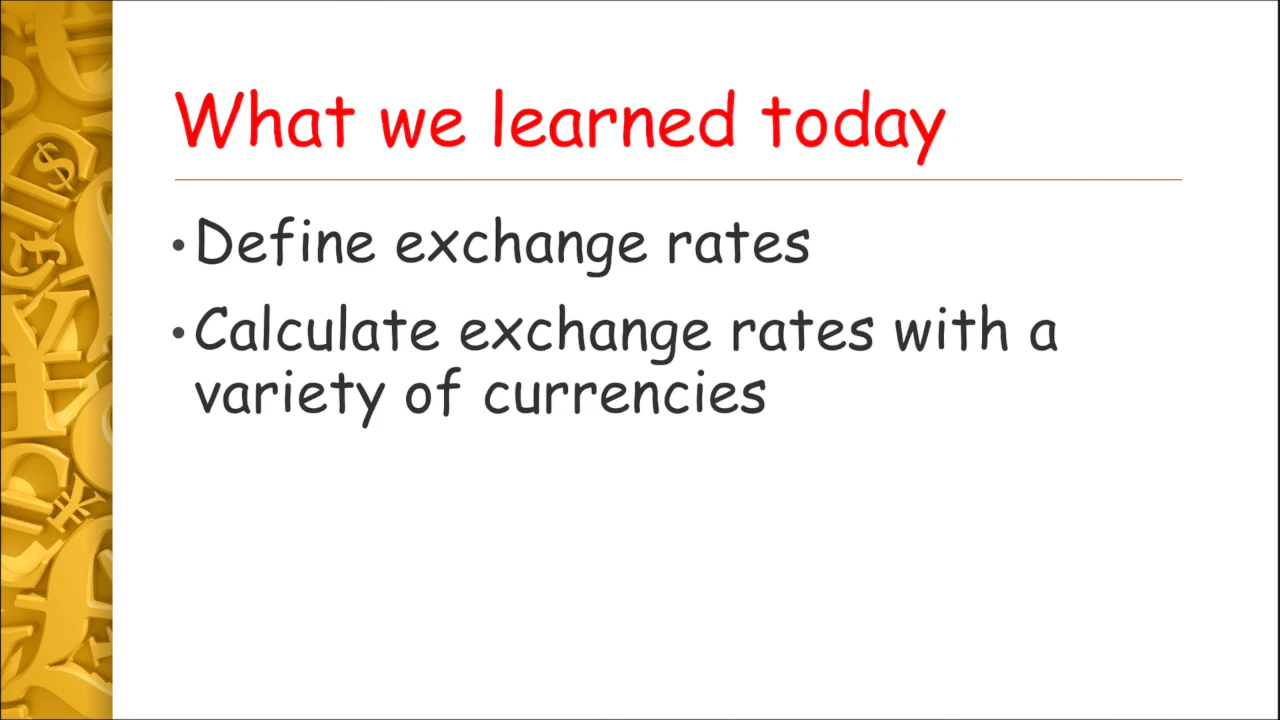 What we learned today
• Define exchange rates
• Calculate exchange rates with a
variety of currencies